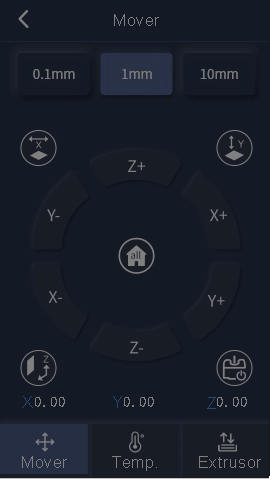 Mover
0.1mm 1mm 10mm
X Y
Z+
Y- X+
all
X- Y+
Z-
Z
X0.00 Y0.00 Z0.00
Mover Temp. Extrusor